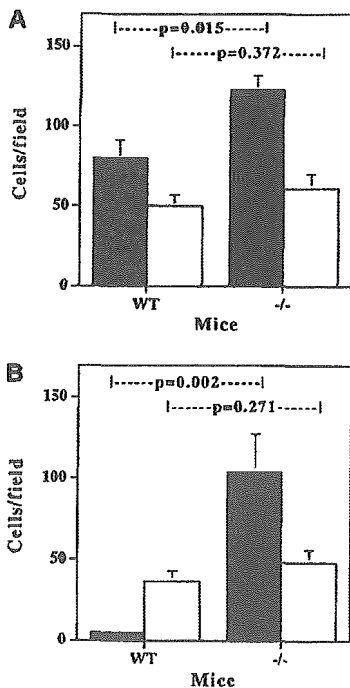 A
p=0.015
p=0.372
150
100
50
0
Cells/field
WT
-/-
Mice
B
p=0.002
p=0.271
150
100
50
0
Cells/field
WT
-/-
Mice